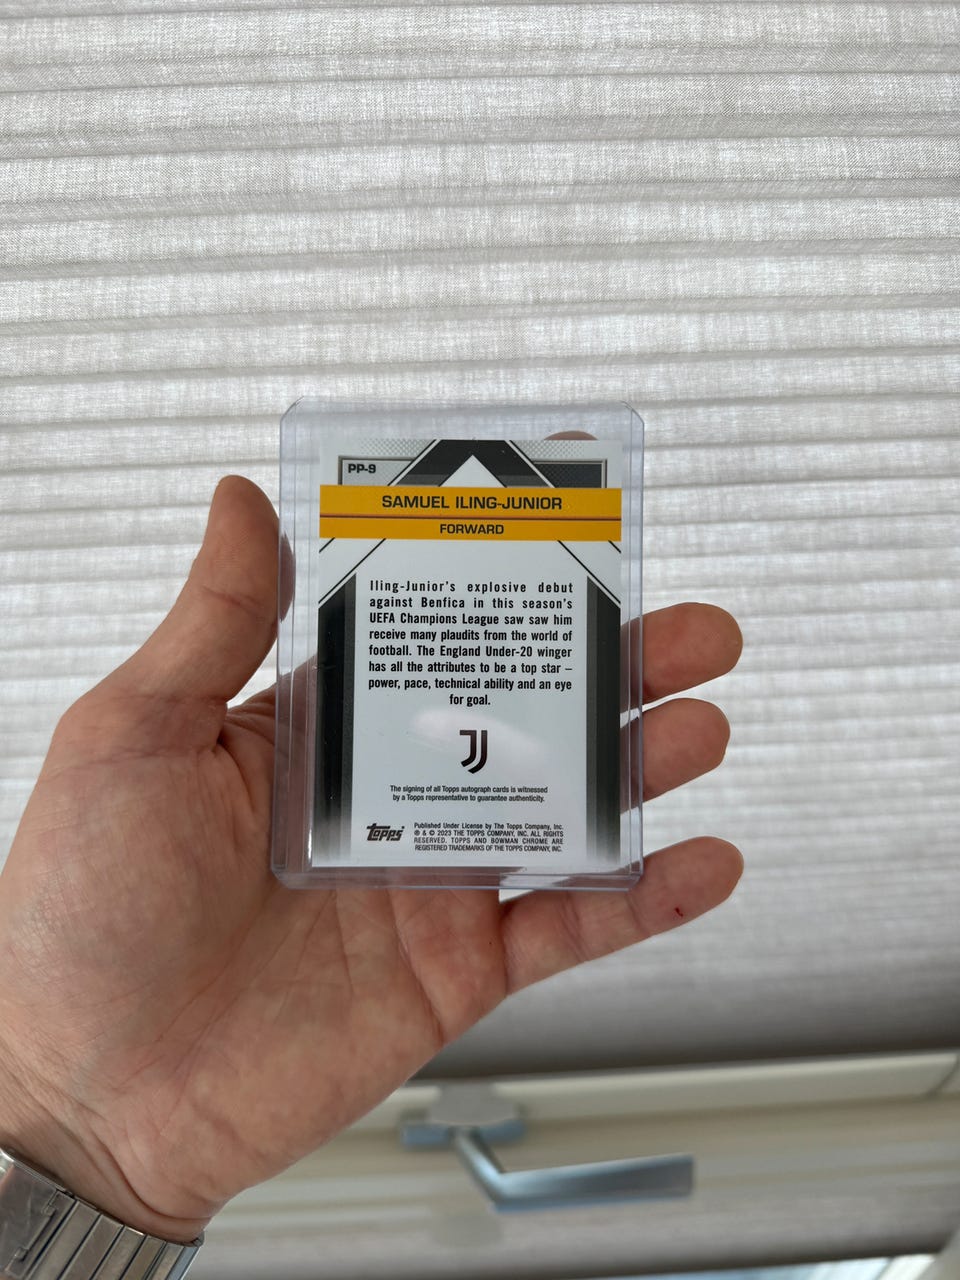 PP-9
SAMUEL ILING-JUNIOR
FORWARD
Iling-Junior's explosive debut
against Benfica in this season's
UEFA Champions League saw saw him
receive many plaudits from the world of
football. The England Under-20 winger
has all the attributes to be a top star –
power, pace, technical ability and an eye
for goal.
The signing of all Topps autograph cards is witnessed
by a Topps representative to guarantee authenticity.
topps
Published Under License by The Topps Company, Inc.
® & © 2023 THE TOPPS COMPANY, INC. ALL RIGHTS
RESERVED. TOPPS AND BOWMAN CHROME ARE
REGISTERED TRADEMARKS OF THE TOPPS COMPANY, INC.